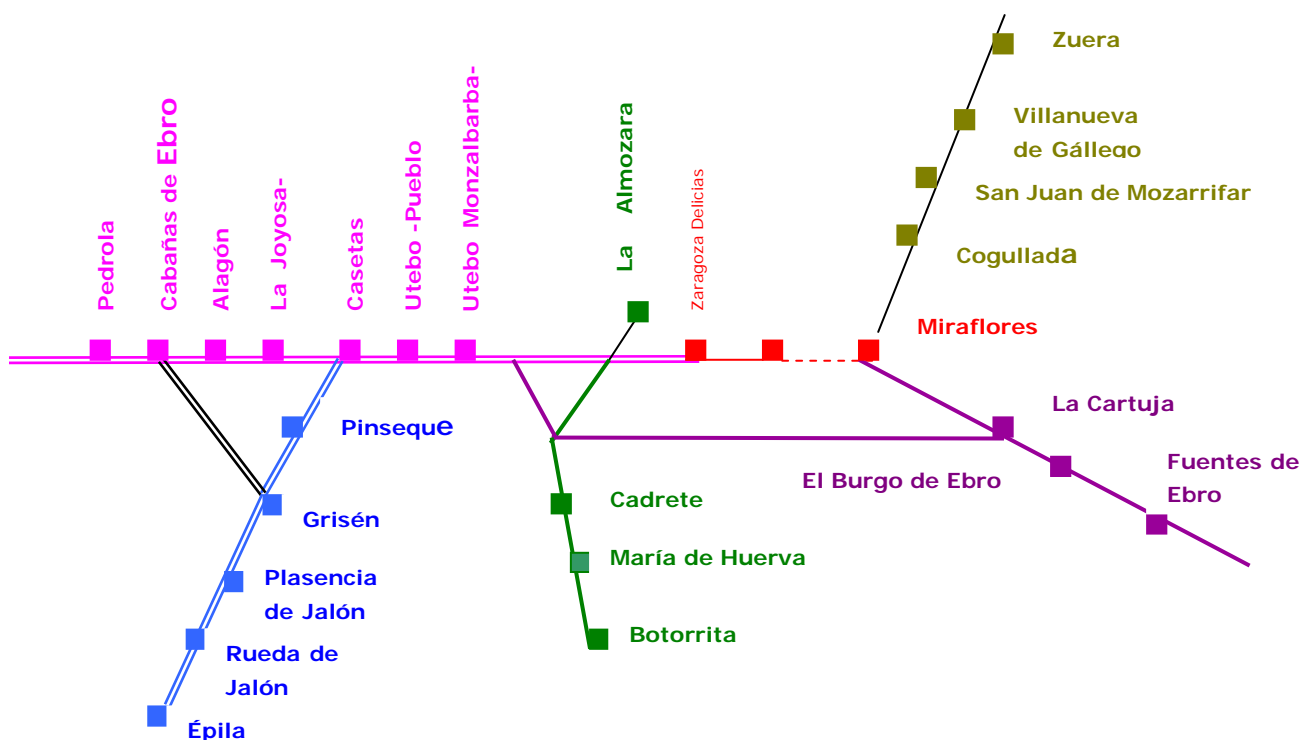 Pedrola
Cabañas de Ebro
Alagón
La Joyosa-
Casetas
Utebo -Pueblo
Utebo Monzalbarba-
La Almozara
Zaragoza Delicias
Zuera
Villanueva
de Gállego
San Juan de Mozarrifar
Cogullada
Miraflores
La Cartuja
El Burgo de Ebro
Fuentes de
Ebro
Pinseque
Grisén
Plasencia
de Jalón
Rueda de
Jalón
Épila
Cadrete
María de Huerva
Botorrita